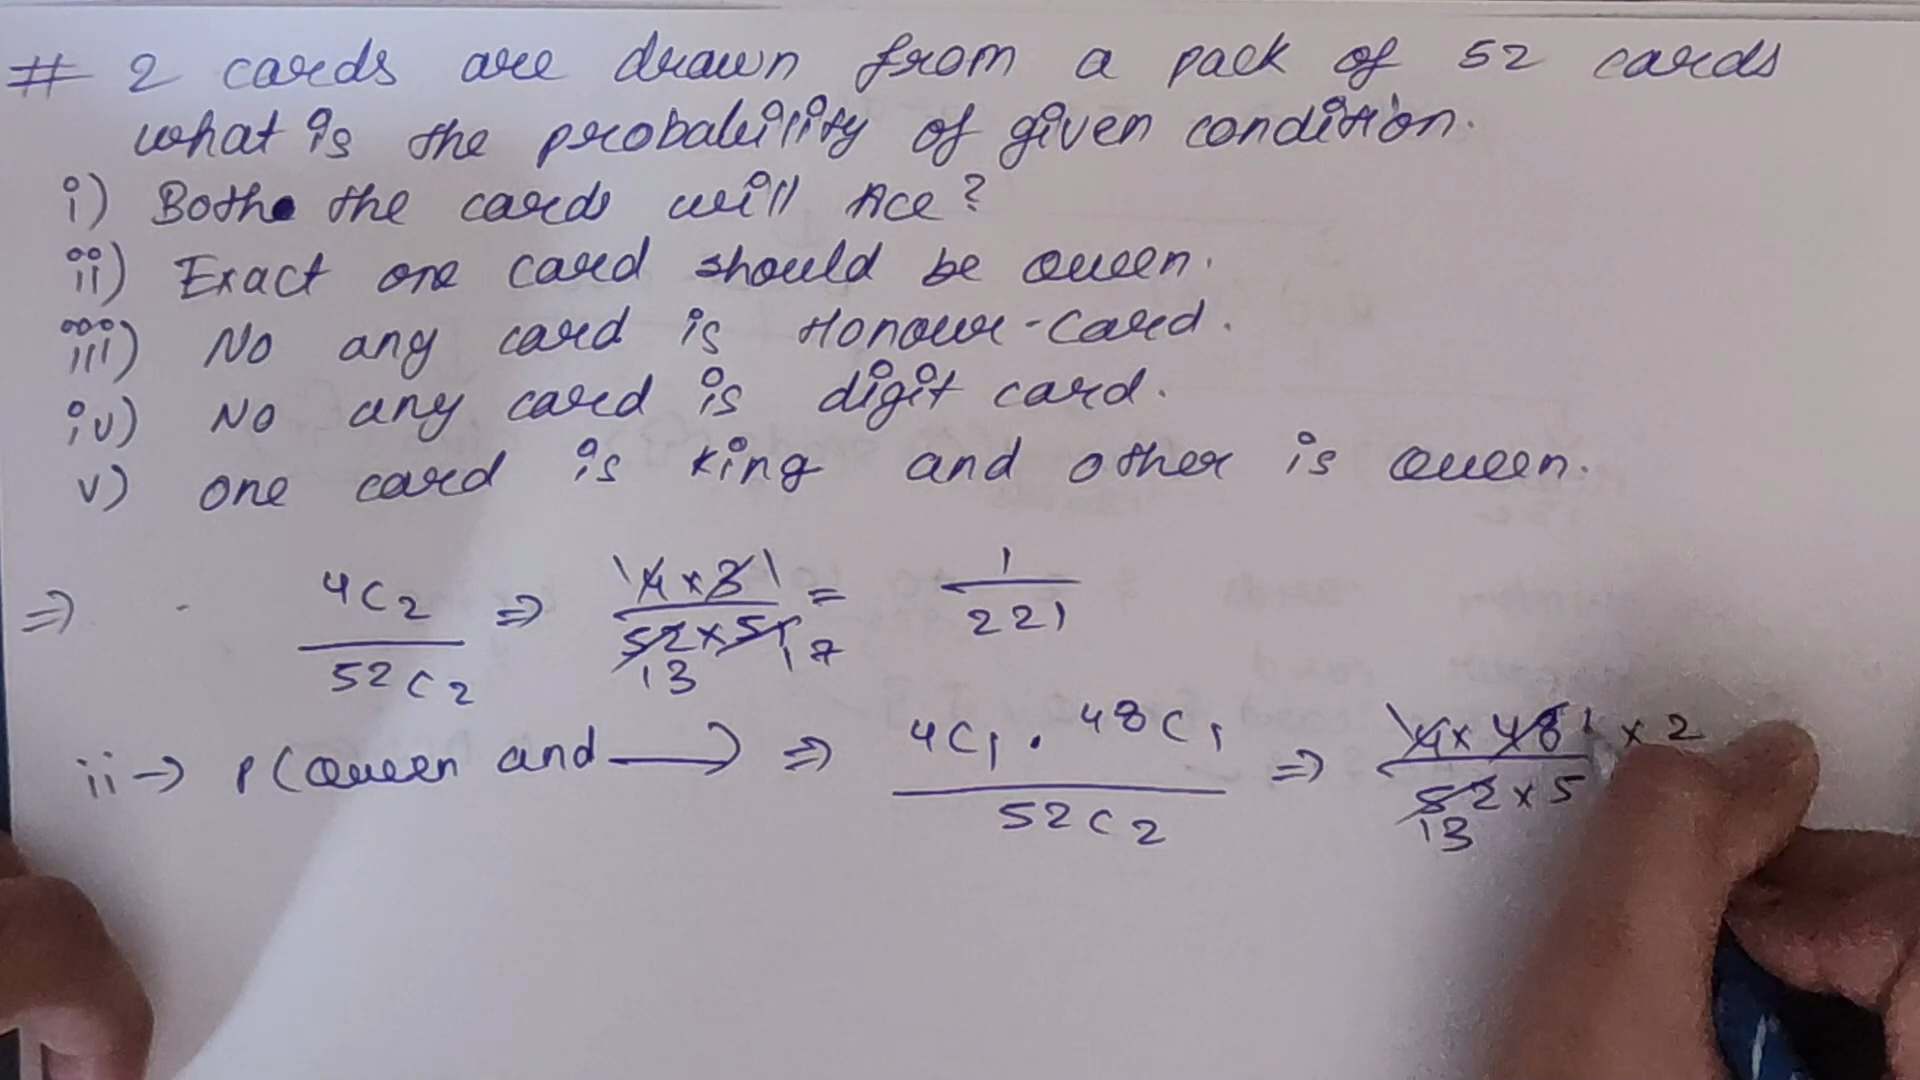 # 2 cards are drawn from a pack of 52 cards
what is the probability of given condition.
i) Bothe the cards will Ace?
ii) Exact one card should be Queen.
iii) No any card is Honour-Card.
iv) No any card is digit card.
v) one card is king and other is Queen.
⇒ 4C2 / 52C2 ⇒ 4×3 / 52×51 = 1/221
13 17
ii → P(Queen and ⟶) ⇒ 4C1 . 48C1 / 52C2 ⇒ 4×48 × 2 / 52×5
13